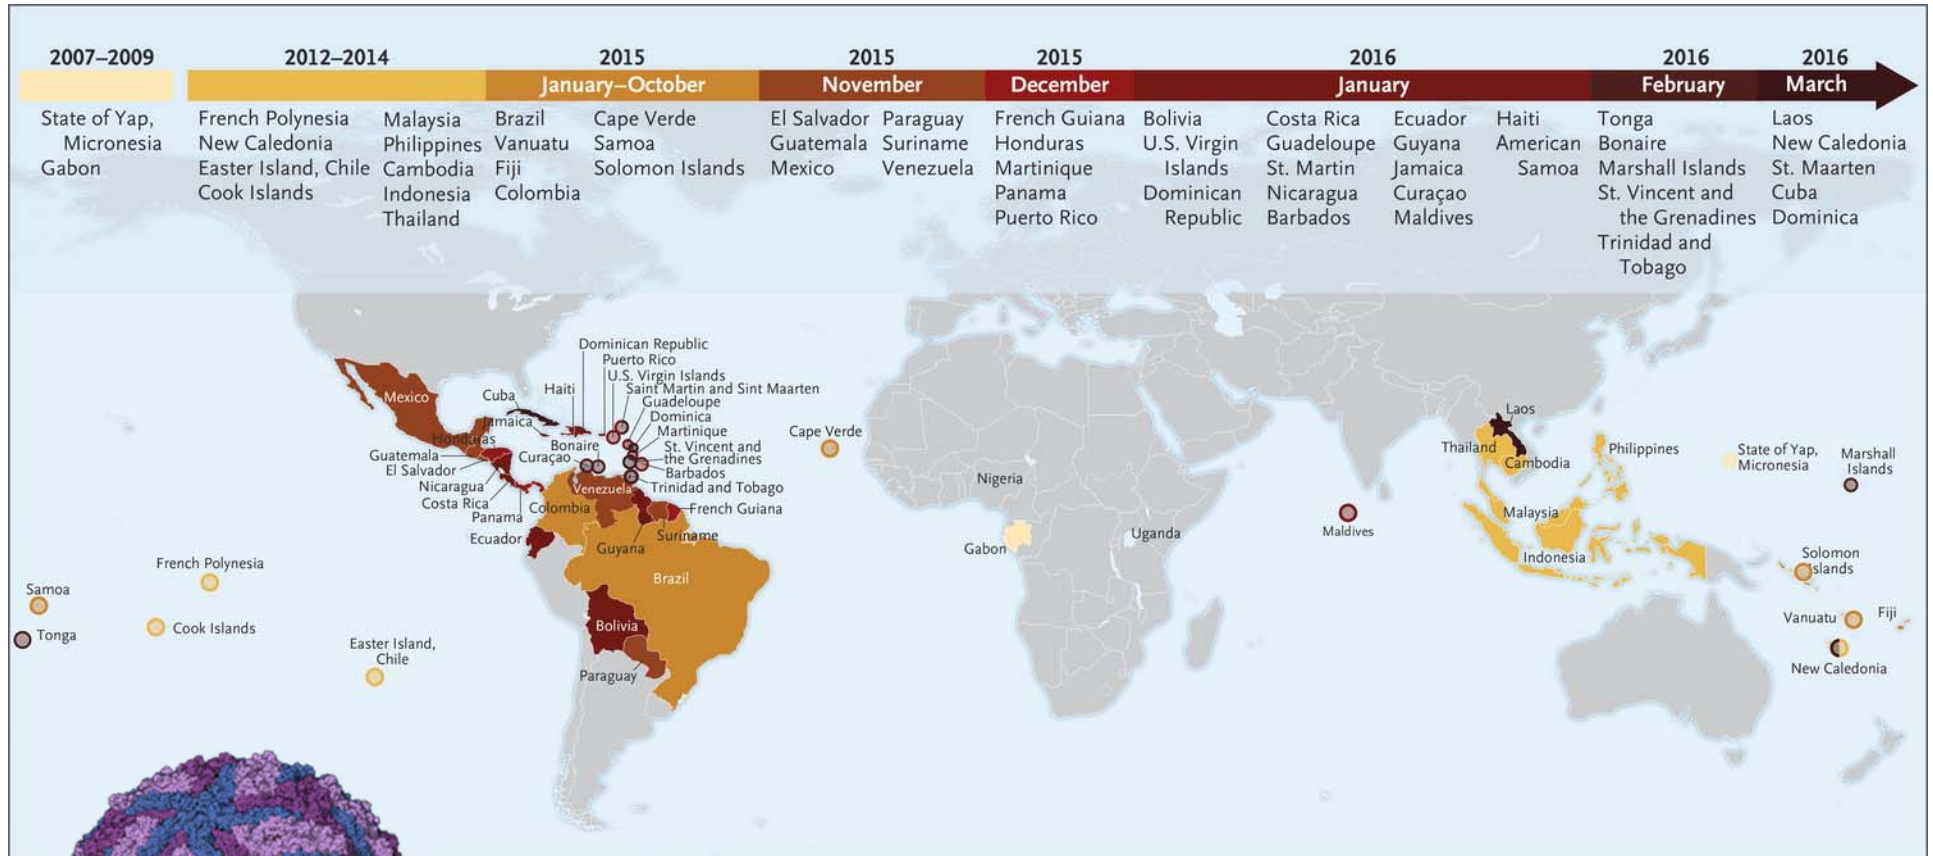 2007–2009
2012–2014
2015
2015
2015
2016
2016
2016
January–October
November
December
January
February
March
State of Yap,
Micronesia
Gabon
French Polynesia
New Caledonia
Easter Island, Chile
Cook Islands
Malaysia
Philippines
Cambodia
Indonesia
Thailand
Brazil
Vanuatu
Fiji
Colombia
Cape Verde
Samoa
Solomon Islands
El Salvador
Guatemala
Mexico
Paraguay
Suriname
Venezuela
French Guiana
Honduras
Martinique
Panama
Puerto Rico
Bolivia
U.S. Virgin
Islands
Dominican
Republic
Costa Rica
Guadeloupe
St. Martin
Nicaragua
Barbados
Ecuador
Guyana
Jamaica
Curaçao
Maldives
Haiti
American
Samoa
Tonga
Bonaire
Marshall Islands
St. Vincent and
the Grenadines
Trinidad and
Tobago
Laos
New Caledonia
St. Maarten
Cuba
Dominica
Dominican Republic
Puerto Rico
U.S. Virgin Islands
Saint Martin and Sint Maarten
Guadeloupe
Dominica
Martinique
St. Vincent and
the Grenadines
Barbados
Trinidad and Tobago
French Guiana
Suriname
Haiti
Cuba
Jamaica
Bonaire
Curaçao
Mexico
Honduras
Guatemala
El Salvador
Nicaragua
Costa Rica
Panama
Venezuela
Colombia
Ecuador
Guyana
Brazil
Bolivia
Paraguay
French Polynesia
Samoa
Tonga
Cook Islands
Easter Island,
Chile
Cape Verde
Nigeria
Gabon
Uganda
Maldives
Laos
Thailand
Cambodia
Philippines
Malaysia
Indonesia
State of Yap,
Micronesia
Marshall
Islands
Solomon
Islands
Vanuatu
Fiji
New Caledonia